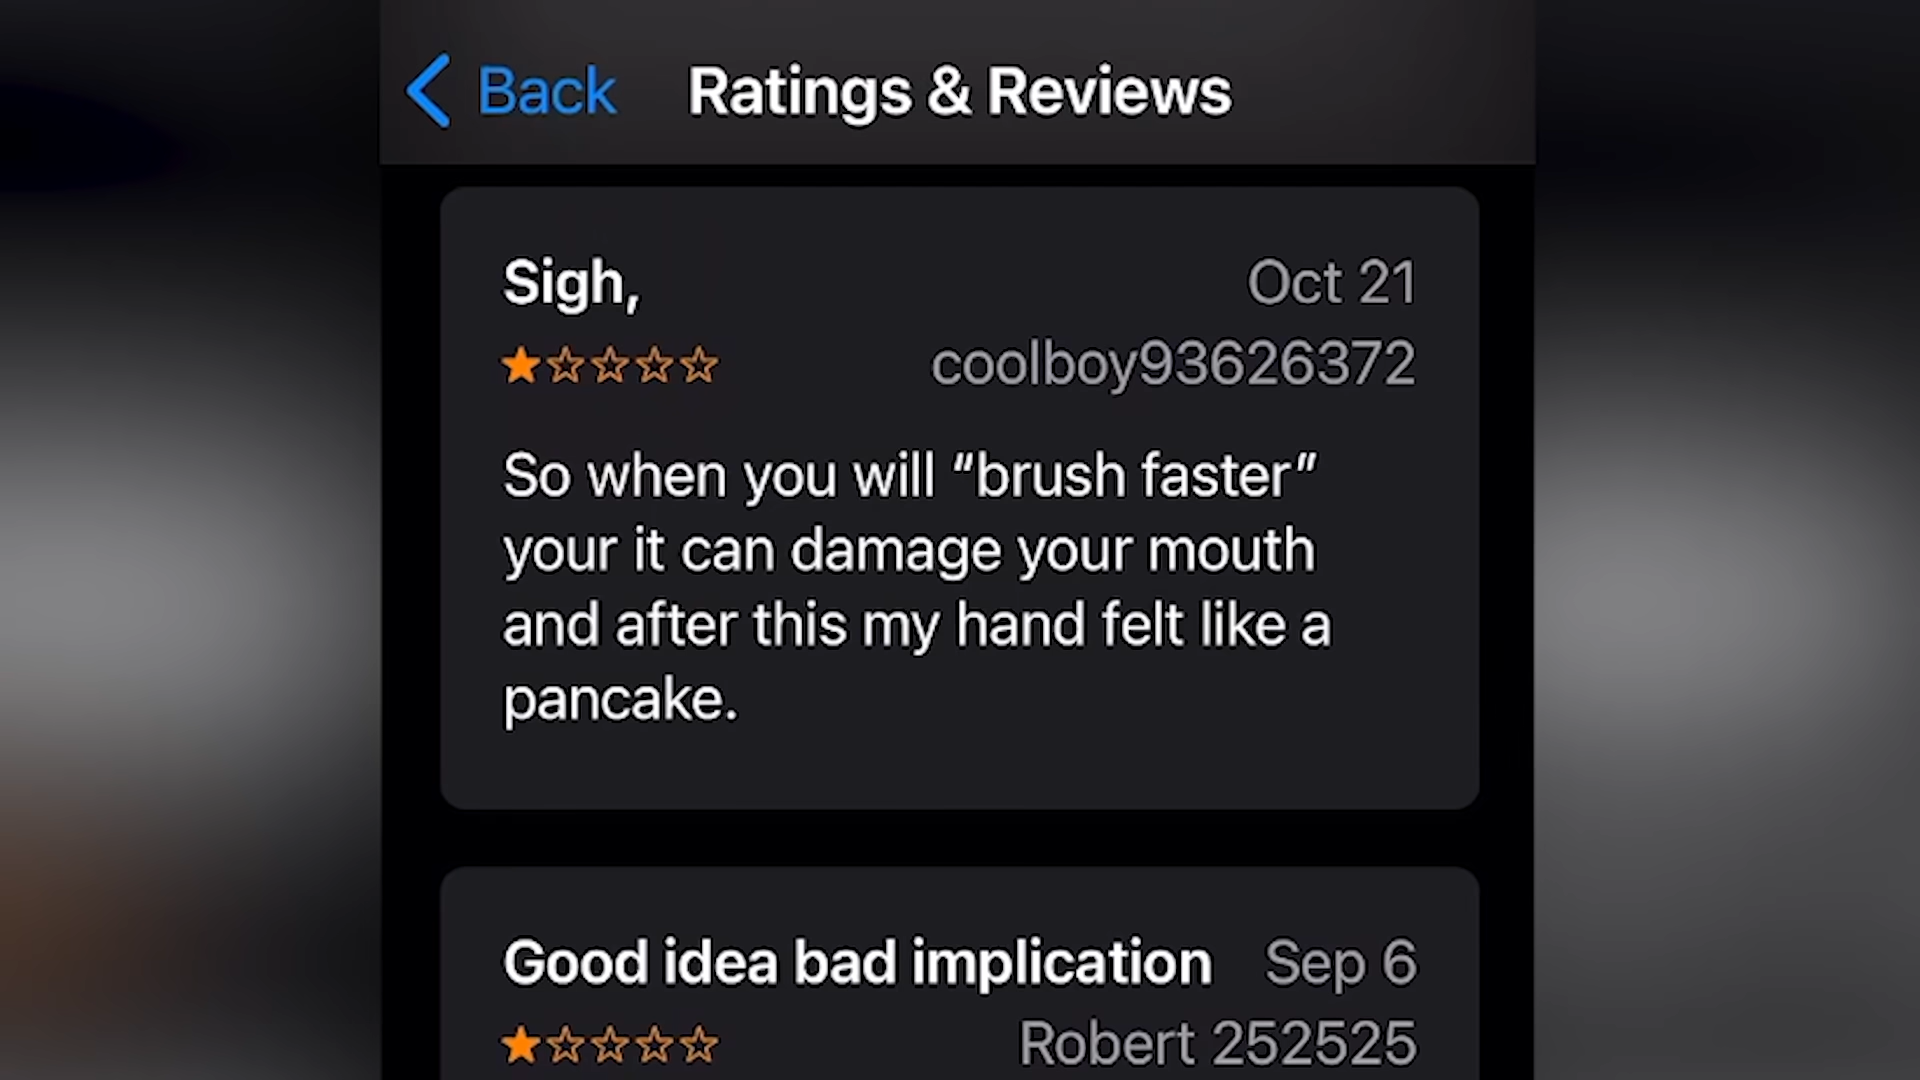 Back Ratings & Reviews
Sigh, Oct 21
coolboy93626372
So when you will “brush faster”
your it can damage your mouth
and after this my hand felt like a
pancake.
Good idea bad implication Sep 6
Robert 252525